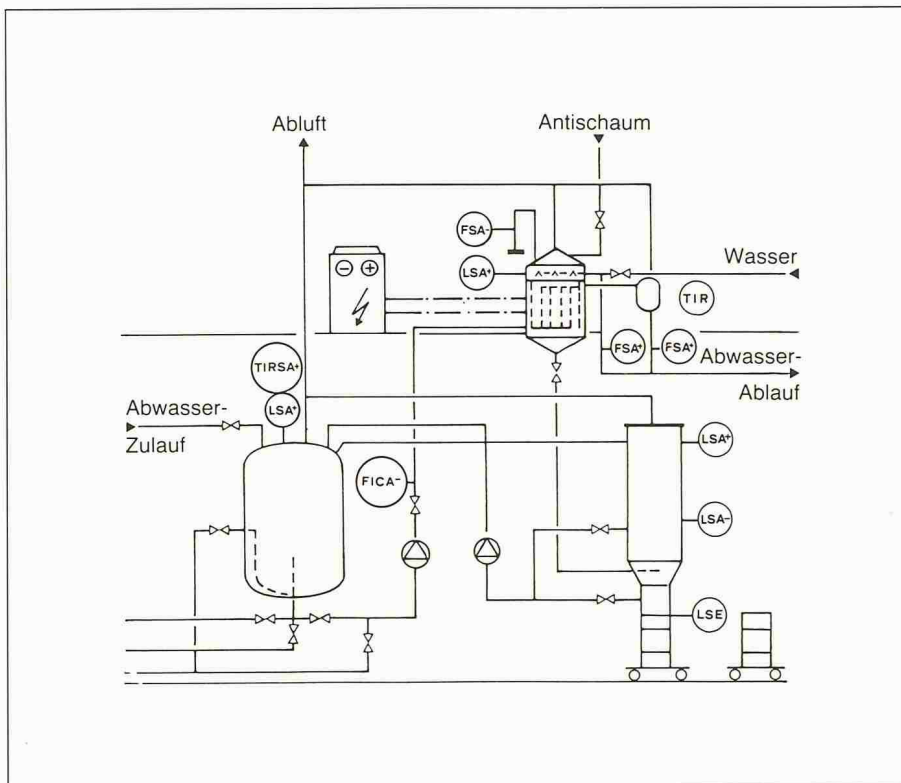 Abluft
Antischaum
FSA-
LSA+
Wasser
TIR
FSA+
FSA+
Abwasser-
Ablauf
TIRSA+
LSA+
Abwasser-
Zulauf
FICA-
LSA+
LSA-
LSE